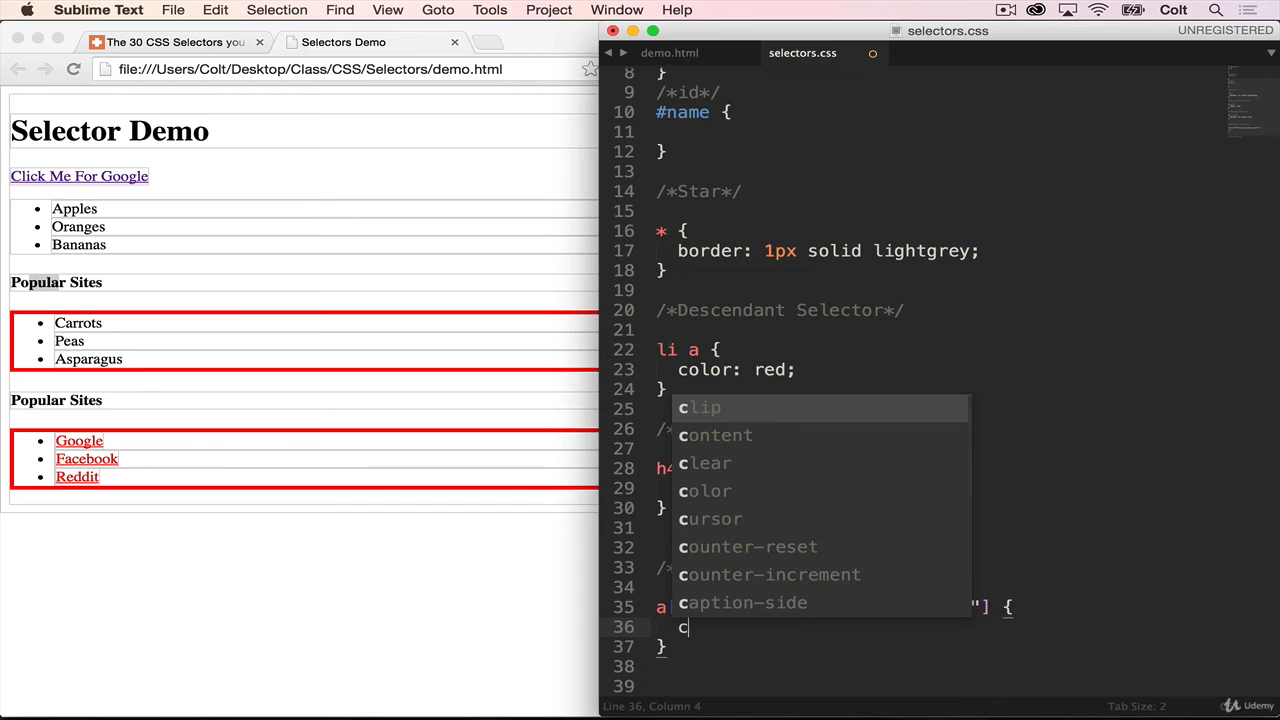 Sublime Text File Edit Selection Find View Goto Tools Project Window Help Colt
The 30 CSS Selectors you
Selectors Demo
file:///Users/Colt/Desktop/Class/CSS/Selectors/demo.html
Selector Demo
Click Me For Google
Apples
Oranges
Bananas
Popular Sites
Carrots
Peas
Asparagus
Popular Sites
Google
Facebook
Reddit
selectors.css
UNREGISTERED
demo.html
selectors.css
8 }
9 /*id*/
10 #name {
11
12 }
13
14 /*Star*/
15
16 * {
17 border: 1px solid lightgrey;
18 }
19
20 /*Descendant Selector*/
21
22 li a {
23 color: red;
24 }
25
26 /*
27
28 h4
29
30 }
31
32
33 /*
34
35 a "] {
36 c
37 }
38
39
clip
content
clear
color
cursor
counter-reset
counter-increment
caption-side
Line 36, Column 4
Tab Size: 2
Udemy